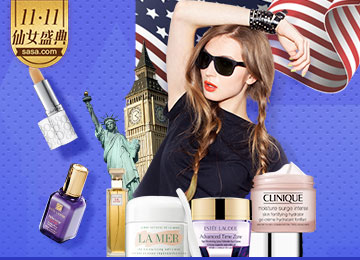 11·11
仙女盛典
sasa.com
LA MER
ESTĒE LAUDER
Advanced Time Zone
CLINIQUE
moisture surge intense
skin fortifying hydrator